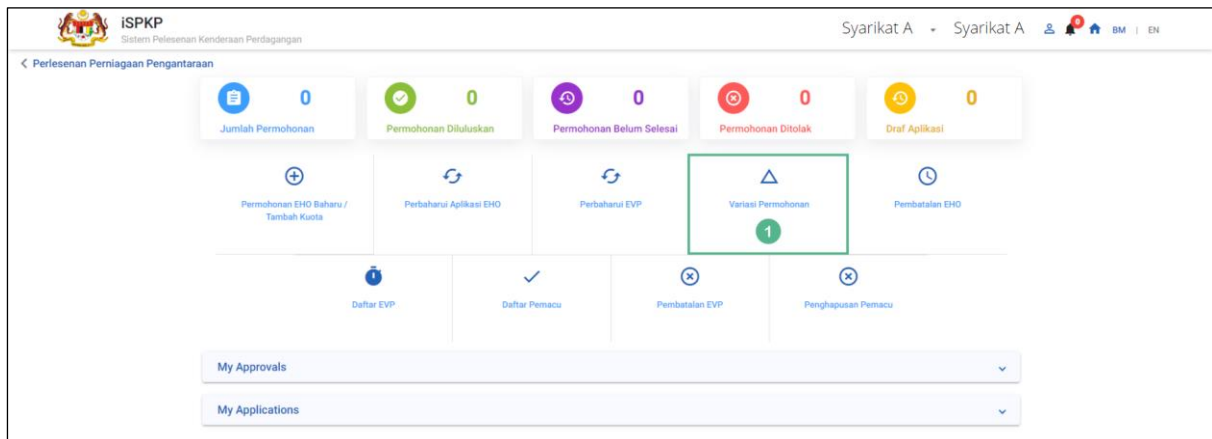 iSPKP
Sistem Pelesenan Kenderaan Perdagangan
Syarikat A
Syarikat A
0
BM | EN
Perlesenan Perniagaan Pengantaraan
0
Jumlah Permohonan
0
Permohonan Diluluskan
0
Permohonan Belum Selesai
0
Permohonan Ditolak
0
Draf Aplikasi
Permohonan EHO Baharu /
Tambah Kuota
Perbaharui Aplikasi EHO
Perbaharui EVP
Variasi Permohonan
1
Pembatalan EHO
Daftar EVP
Daftar Pemacu
Pembatalan EVP
Penghapusan Pemacu
My Approvals
My Applications